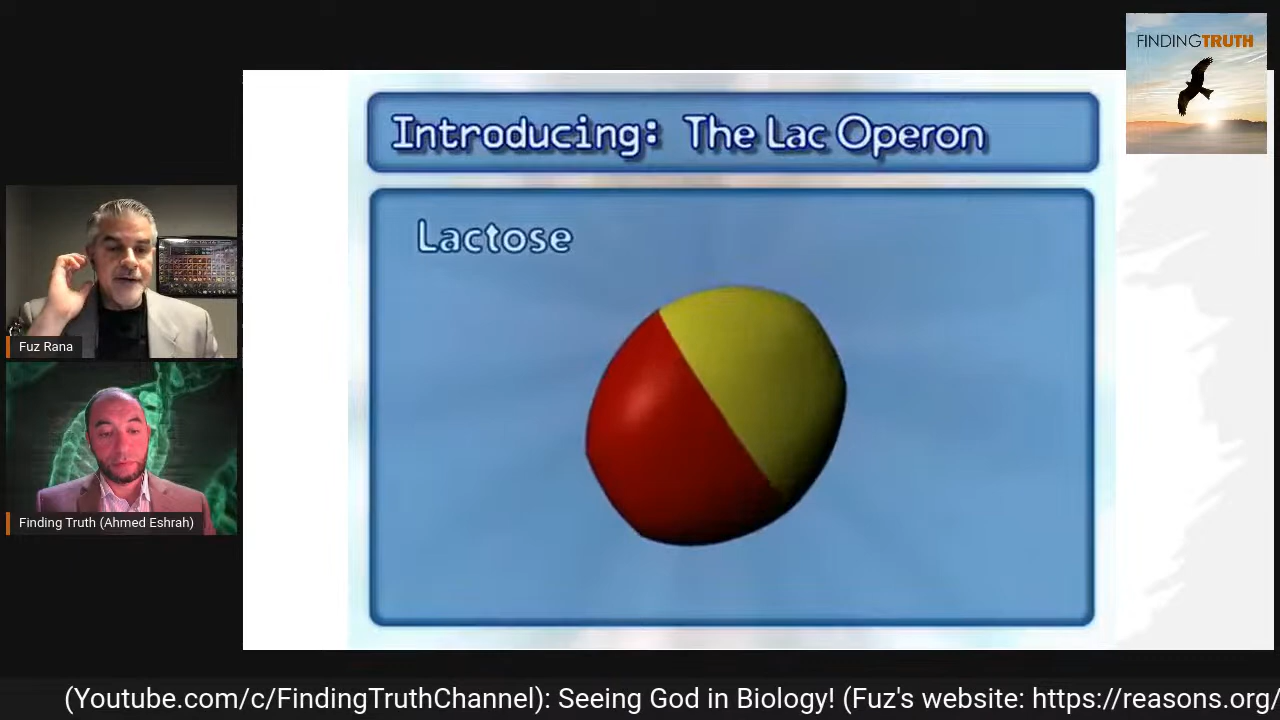 FINDINGTRUTH
Introducing: The Lac Operon
Lactose
Fuz Rana
Finding Truth (Ahmed Eshrah)
(Youtube.com/c/FindingTruthChannel): Seeing God in Biology! (Fuz's website: https://reasons.org/